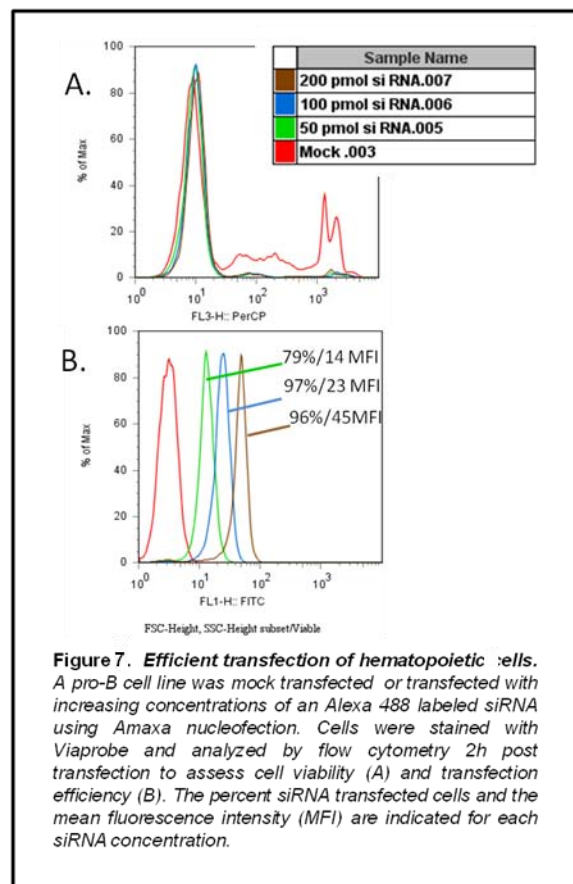 A.
Sample Name
200 pmol si RNA.007
100 pmol si RNA.006
50 pmol si RNA.005
Mock .003
% of Max
100
80
60
40
20
0
10^0 10^1 10^2 10^3
FL3-H:: PerCP
B.
% of Max
100
80
60
40
20
0
79%/14 MFI
97%/23 MFI
96%/45MFI
10^0 10^1 10^2 10^3
FL1-H:: FITC
FSC-Height, SSC-Height subset/Viable
Figure 7. Efficient transfection of hematopoietic cells.
A pro-B cell line was mock transfected or transfected with
increasing concentrations of an Alexa 488 labeled siRNA
using Amaxa nucleofection. Cells were stained with
Viaprobe and analyzed by flow cytometry 2h post
transfection to assess cell viability (A) and transfection
efficiency (B). The percent siRNA transfected cells and the
mean fluorescence intensity (MFI) are indicated for each
siRNA concentration.